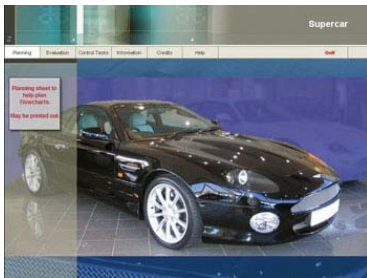 Supercar
Planning Evaluation Control Tasks Information Credits Help Quit
Planning sheet to
help plan
flowcharts.
May be printed out.